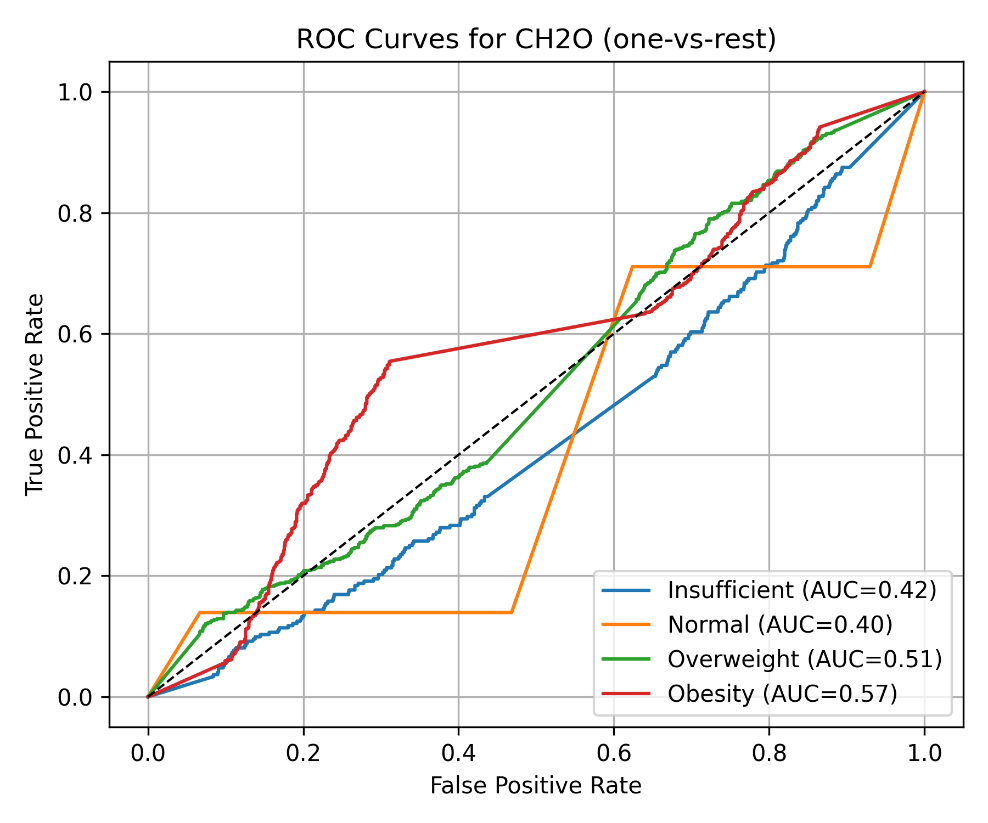 ROC Curves for CH2O (one-vs-rest)
True Positive Rate
1.0
0.8
0.6
0.4
0.2
0.0
Insufficient (AUC=0.42)
Normal (AUC=0.40)
Overweight (AUC=0.51)
Obesity (AUC=0.57)
0.0 0.2 0.4 0.6 0.8 1.0
False Positive Rate